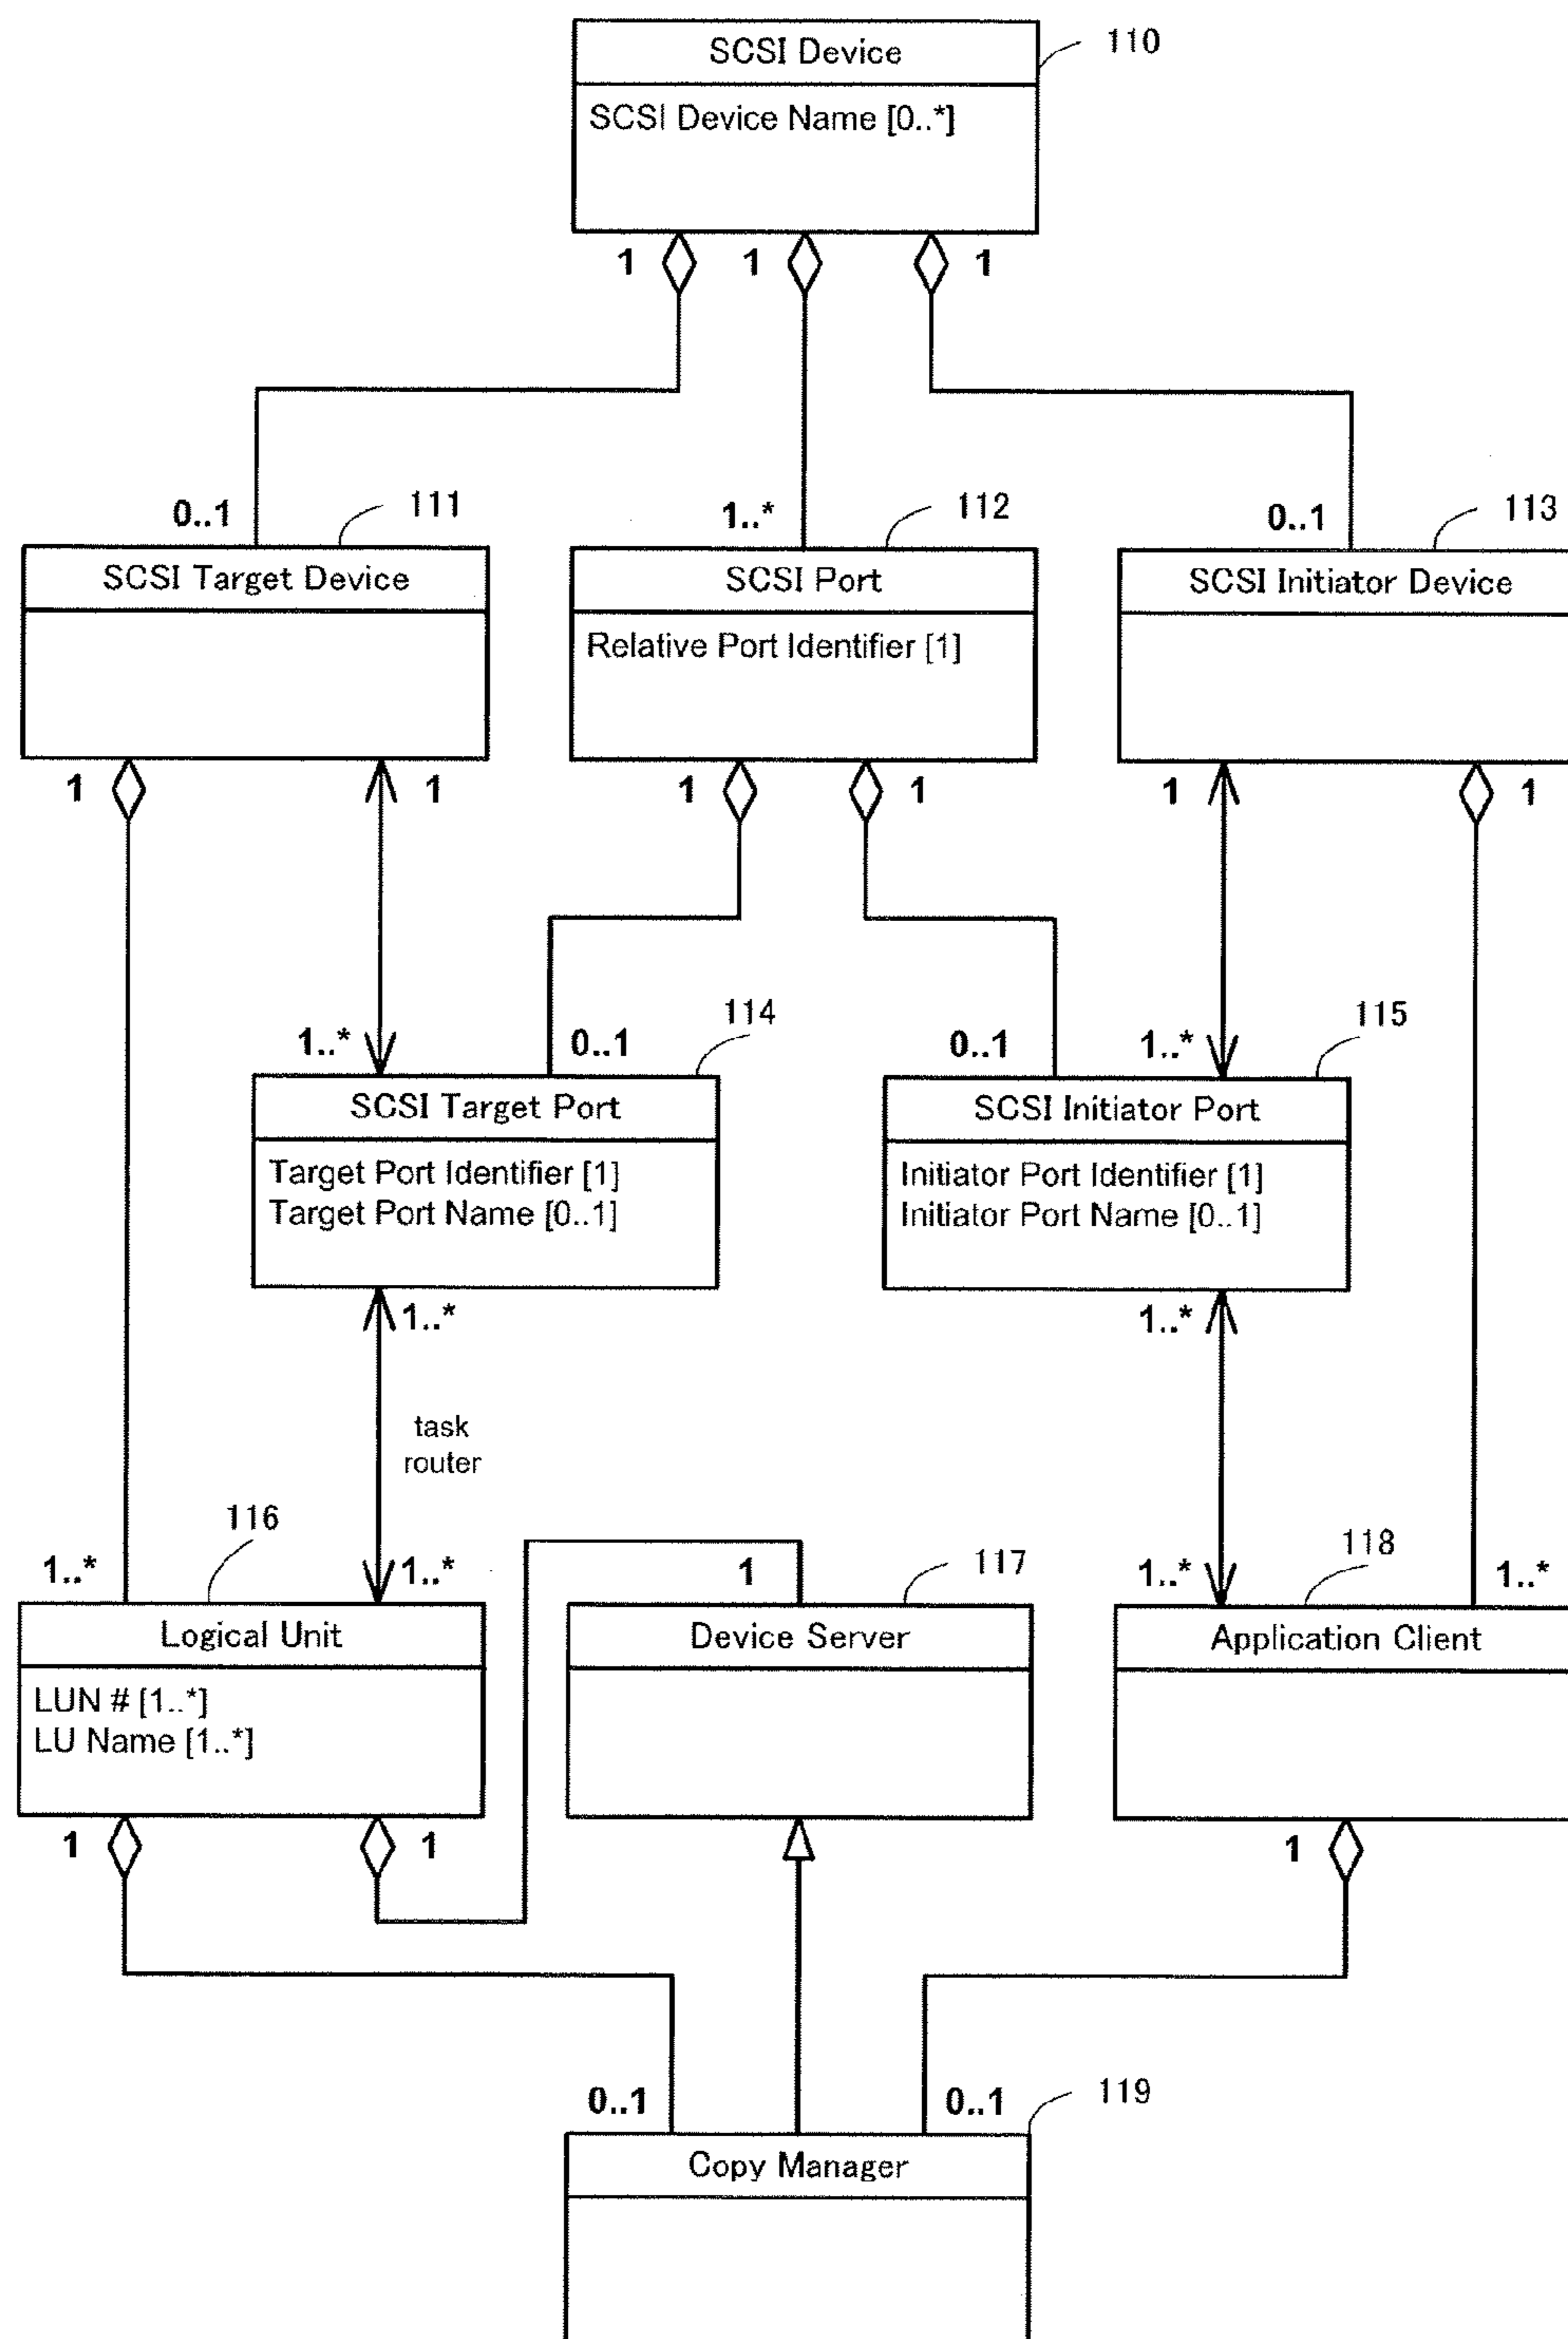 SCSI Device
110
SCSI Device Name [0..*]
1
1
1
0..1
111
1..*
112
0..1
113
SCSI Target Device
SCSI Port
SCSI Initiator Device
Relative Port Identifier [1]
1
1
1
1
1
1
1..*
0..1
114
0..1
1..*
115
SCSI Target Port
SCSI Initiator Port
Target Port Identifier [1]
Target Port Name [0..1]
Initiator Port Identifier [1]
Initiator Port Name [0..1]
1..*
1..*
task
router
116
1..*
1..*
1
117
1..*
118
1..*
Logical Unit
Device Server
Application Client
LUN # [1..*]
LU Name [1..*]
1
1
1
0..1
0..1
119
Copy Manager